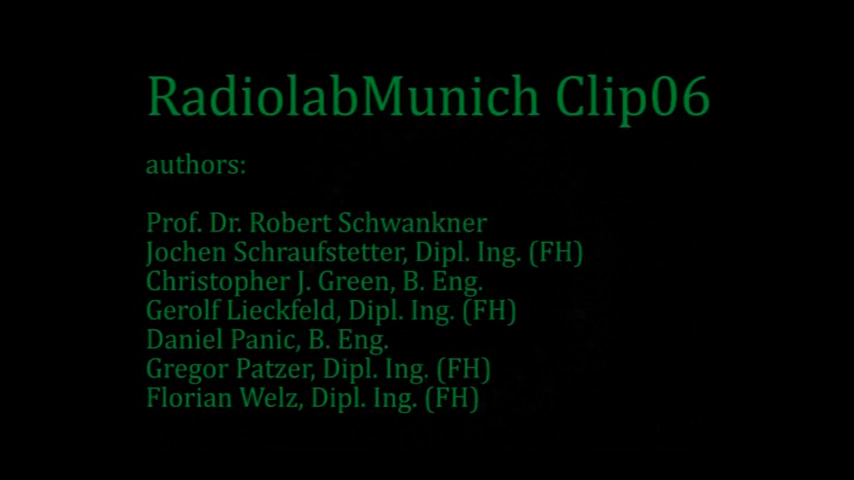 RadiolabMunich Clip06
authors:
Prof. Dr. Robert Schwankner
Jochen Schraufstetter, Dipl. Ing. (FH)
Christopher J. Green, B. Eng.
Gerolf Lieckfeld, Dipl. Ing. (FH)
Daniel Panic, B. Eng.
Gregor Patzer, Dipl. Ing. (FH)
Florian Welz, Dipl. Ing. (FH)